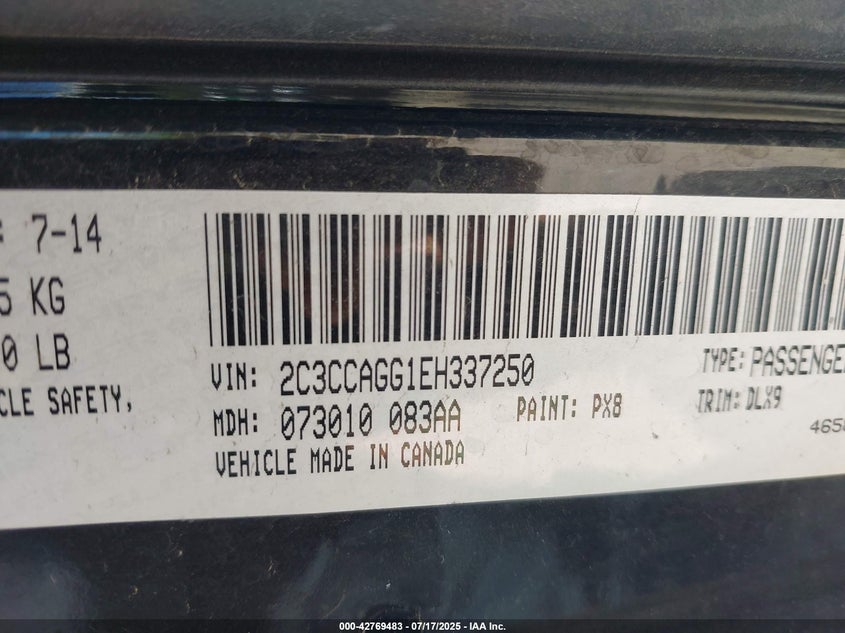 : 7-14
5 KG
0 LB
CLE SAFETY,
VIN: 2C3CCAGG1EH337250
TYPE: PASSENGE
MDH: 073010 083AA
PAINT: PX8
TRIM: DLX9
VEHICLE MADE IN CANADA
465
000-42769483 - 07/17/2025 - IAA Inc.